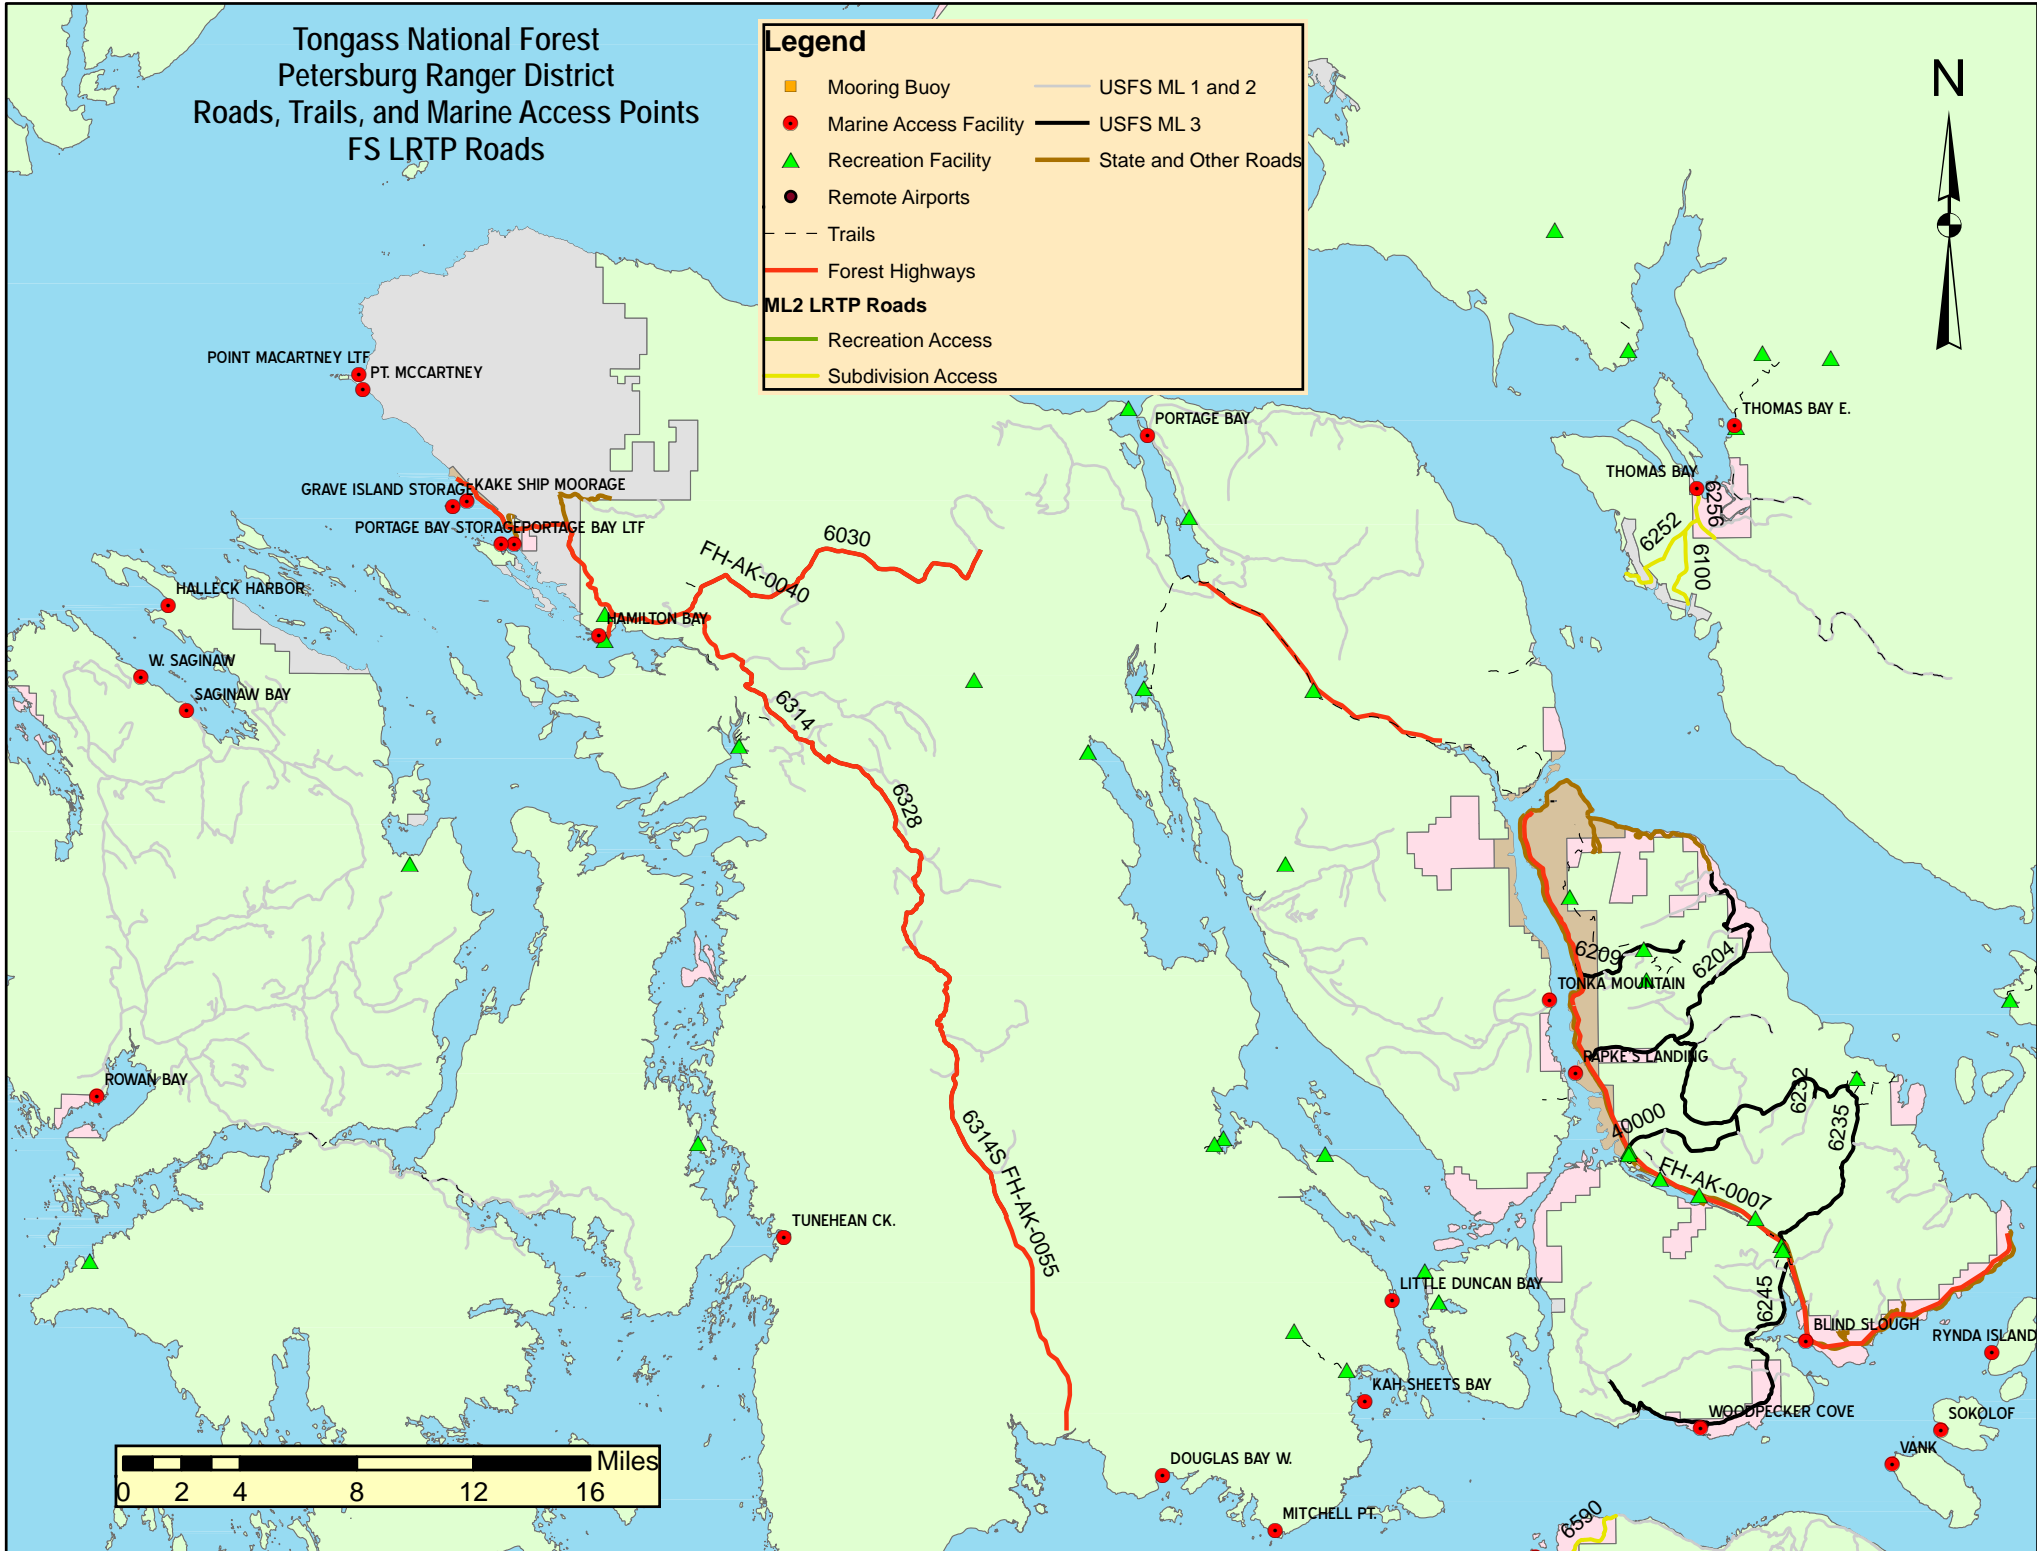 Tongass National Forest
Petersburg Ranger District
Roads, Trails, and Marine Access Points
FS LRTP Roads
Legend
Mooring Buoy
USFS ML 1 and 2
Marine Access Facility
USFS ML 3
Recreation Facility
State and Other Roads
Remote Airports
Trails
Forest Highways
ML2 LRTP Roads
Recreation Access
Subdivision Access
N
POINT MACARTNEY LTF
PT. MCCARTNEY
PORTAGE BAY
THOMAS BAY E.
THOMAS BAY
GRAVE ISLAND STORAGE
KAKE SHIP MOORAGE
PORTAGE BAY STORAGE
PORTAGE BAY LTF
6256
6252
6100
6030
FH-AK-0040
HALLECK HARBOR
HAMILTON BAY
W. SAGINAW
SAGINAW BAY
6314
6328
6209
6204
TONKA MOUNTAIN
PAPKE'S LANDING
ROWAN BAY
6232
6235
40000
6314S FH-AK-0055
FH-AK-0007
TUNEHEAN CK.
LITTLE DUNCAN BAY
6245
BLIND SLOUGH
RYNDA ISLAND
KAH SHEETS BAY
WOODPECKER COVE
SOKOLOF
VANK
DOUGLAS BAY W.
MITCHELL PT.
6590
Miles
0 2 4 8 12 16